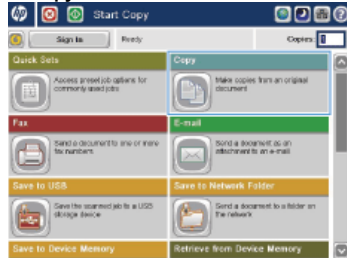 hp Start Copy
Sign In Ready Copies: 1
Quick Sets
Access preset job options for
commonly used jobs
Copy
Make copies from an original
document
Fax
Send a document to one or more
fax numbers
E-mail
Send a document as an
attachment to an e-mail
Save to USB
Save the scanned job to a USB
storage device
Save to Network Folder
Send a document to a folder on
the network
Save to Device Memory
Retrieve from Device Memory